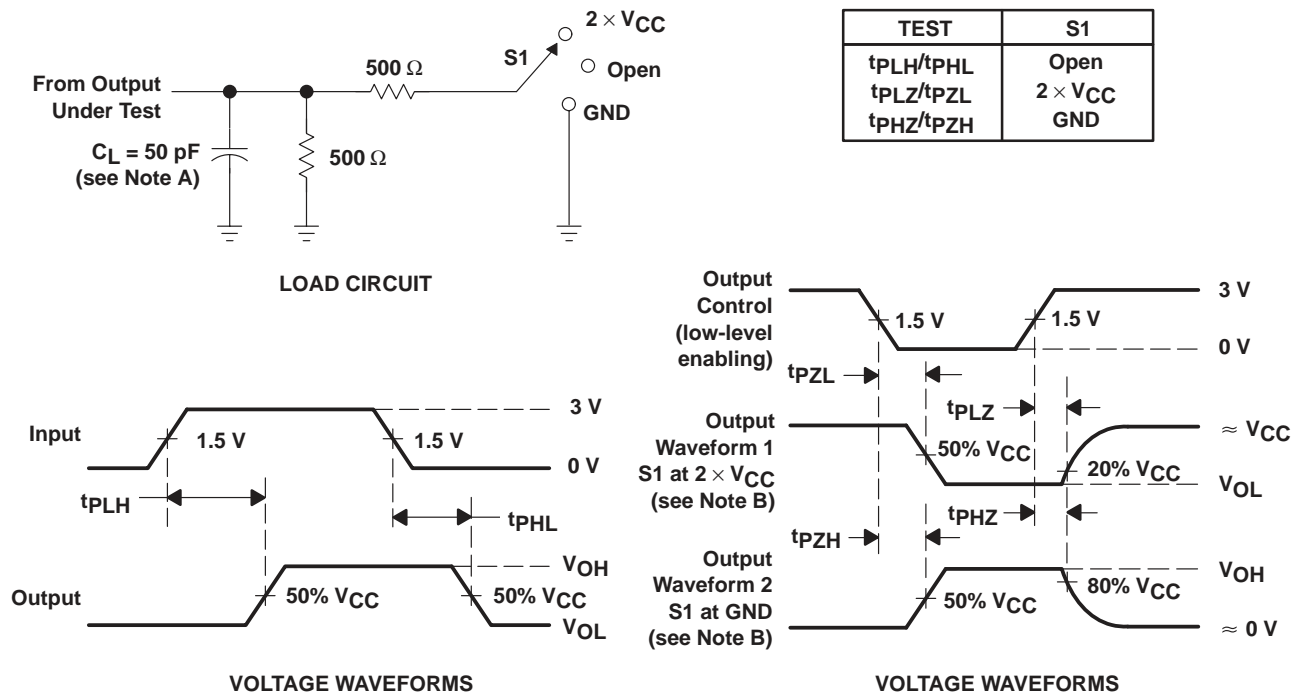 2 × VCC
S1
500 Ω
Open
From Output
Under Test
GND
CL = 50 pF
(see Note A)
500 Ω
LOAD CIRCUIT
TEST S1
tPLH/tPHL Open
tPLZ/tPZL 2 × VCC
tPHZ/tPZH GND
Input
1.5 V
1.5 V
3 V
0 V
tPLH
tPHL
Output
50% VCC
50% VCC
VOH
VOL
VOLTAGE WAVEFORMS
Output
Control
(low-level
enabling)
1.5 V
1.5 V
3 V
0 V
tPZL
tPLZ
Output
Waveform 1
S1 at 2 × VCC
(see Note B)
50% VCC
20% VCC
≈ VCC
VOL
tPZH
tPHZ
Output
Waveform 2
S1 at GND
(see Note B)
50% VCC
80% VCC
VOH
≈ 0 V
VOLTAGE WAVEFORMS